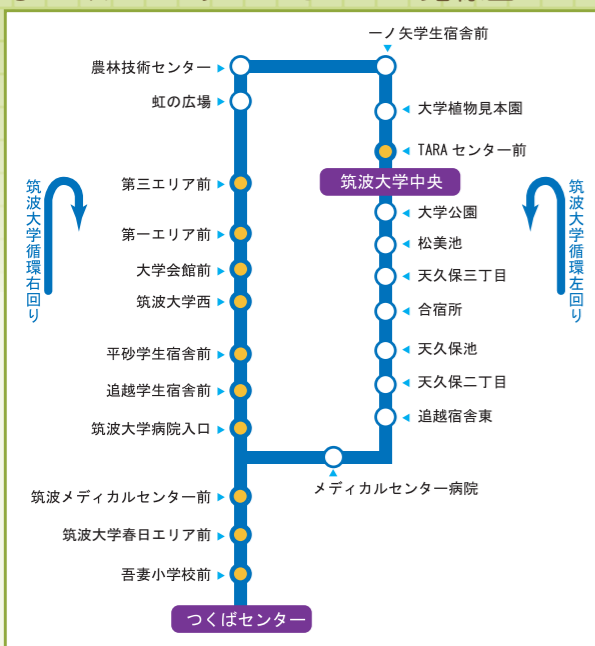 一ノ矢学生宿舎前
農林技術センター
虹の広場
大学植物見本園
TARAセンター前
筑波大学中央
第三エリア前
大学公園
第一エリア前
松美池
大学会館前
天久保三丁目
筑波大学西
合宿所
平砂学生宿舎前
天久保池
追越学生宿舎前
天久保二丁目
筑波大学病院入口
追越宿舎東
メディカルセンター病院
筑波メディカルセンター前
筑波大学春日エリア前
吾妻小学校前
つくばセンター
筑波大学循環右回り
筑波大学循環左回り